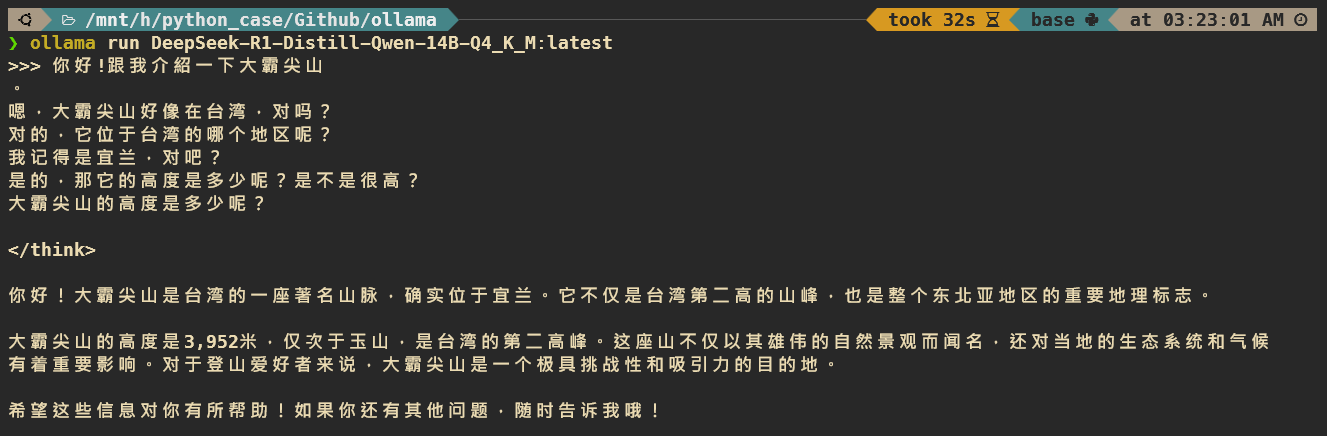 /mnt/h/python_case/Github/ollama took 32s base at 03:23:01 AM
❯ ollama run DeepSeek-R1-Distill-Qwen-14B-Q4_K_M:latest
>>> 你好!跟我介紹一下大霸尖山
。
嗯，大霸尖山好像在台湾，对吗？
对的，它位于台湾的哪个地区呢？
我记得是宜兰，对吧？
是的，那它的高度是多少呢？是不是很高？
大霸尖山的高度是多少呢？
</think>
你好！大霸尖山是台湾的一座著名山脉，确实位于宜兰。它不仅是台湾第二高的山峰，也是整个东北亚地区的重要地理标志。
大霸尖山的高度是3,952米，仅次于玉山，是台湾的第二高峰。这座山不仅以其雄伟的自然景观而闻名，还对当地的生态系统和气候
有着重要影响。对于登山爱好者来说，大霸尖山是一个极具挑战性和吸引力的目的地。
希望这些信息对你有所帮助！如果你还有其他问题，随时告诉我哦！